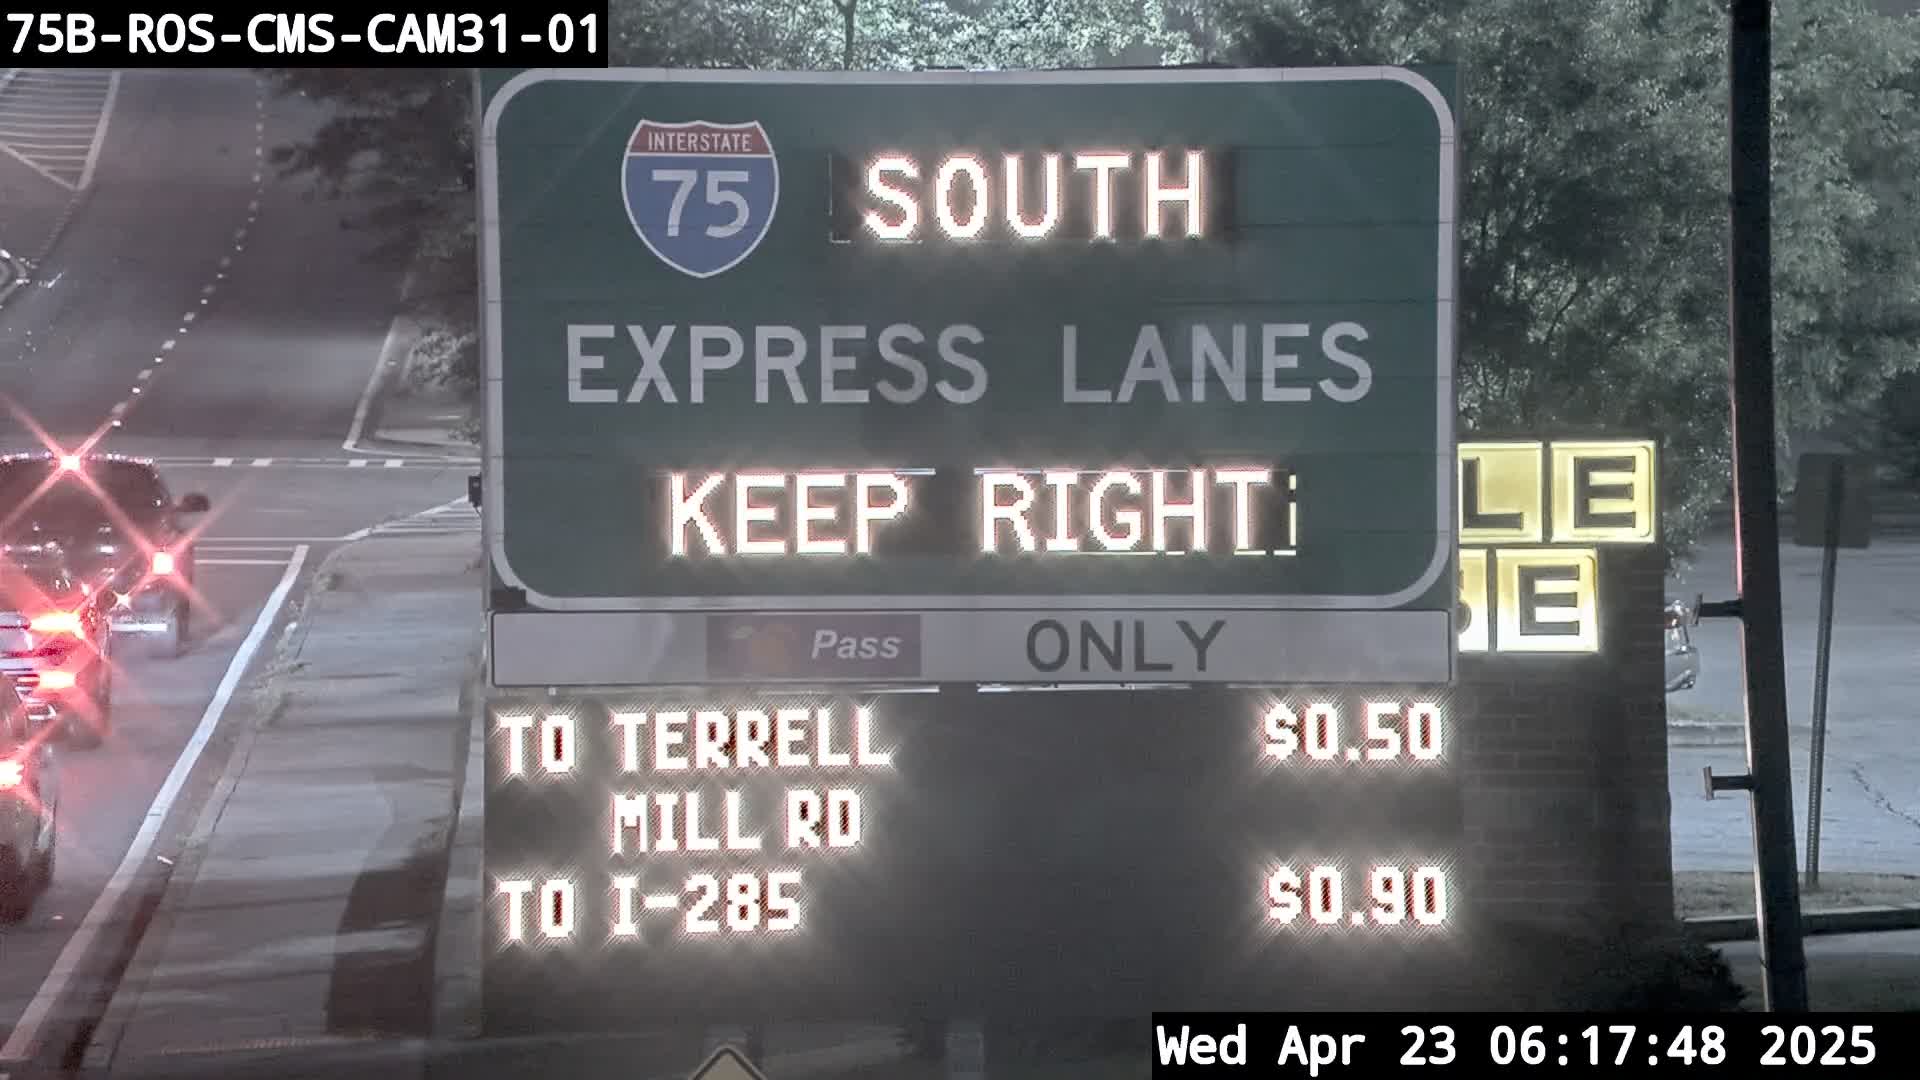 75B-ROS-CMS-CAM31-01
INTERSTATE
75
SOUTH
EXPRESS LANES
KEEP RIGHT
Pass ONLY
TO TERRELL $0.50
MILL RD
TO I-285 $0.90
LE
E
Wed Apr 23 06:17:48 2025